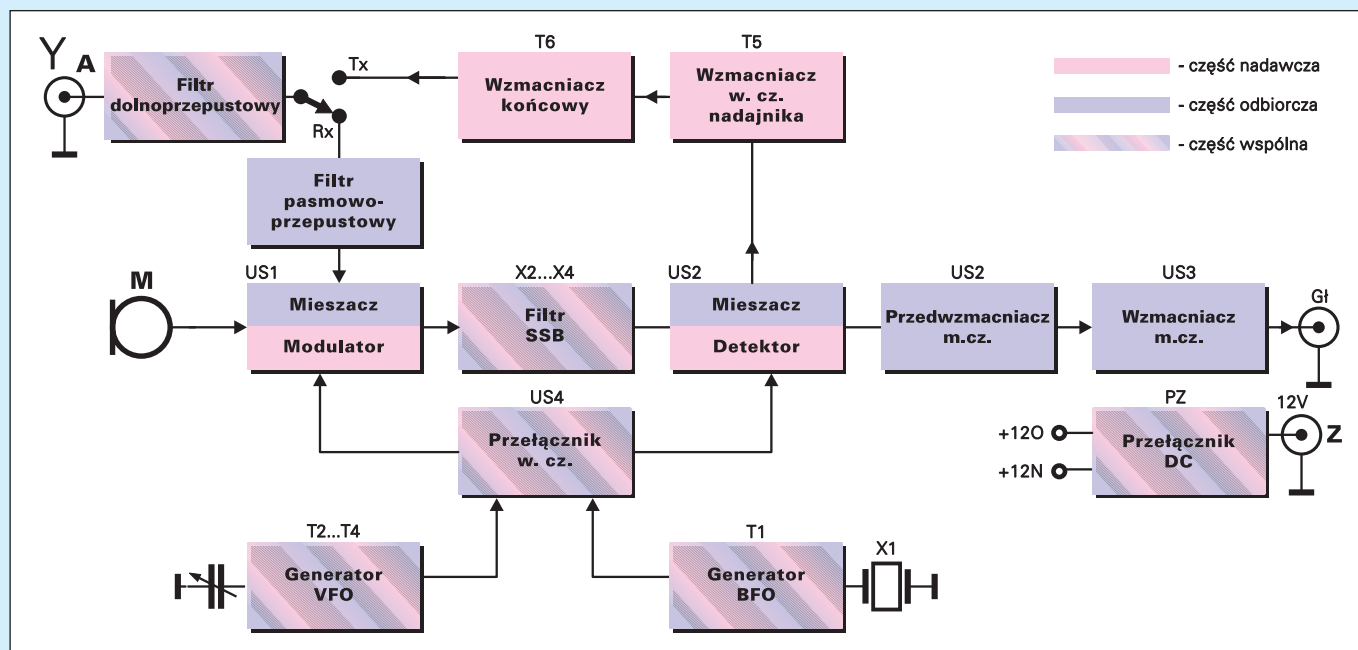 Y
A
Filtr
dolnoprzepustowy
Tx
Rx
T6
Wzmacniacz
końcowy
T5
Wzmacniacz
w. cz.
nadajnika
- część nadawcza
- część odbiorcza
- część wspólna
Filtr
pasmowo-
przepustowy
M
US1
Mieszacz
Modulator
X2...X4
Filtr
SSB
US2
Mieszacz
Detektor
US2
Przedwzmacniacz
m.cz.
US3
Wzmacniacz
m.cz.
Gł
US4
Przełącznik
w. cz.
+12O
+12N
PZ
Przełącznik
DC
12V
Z
T2...T4
Generator
VFO
T1
Generator
BFO
X1